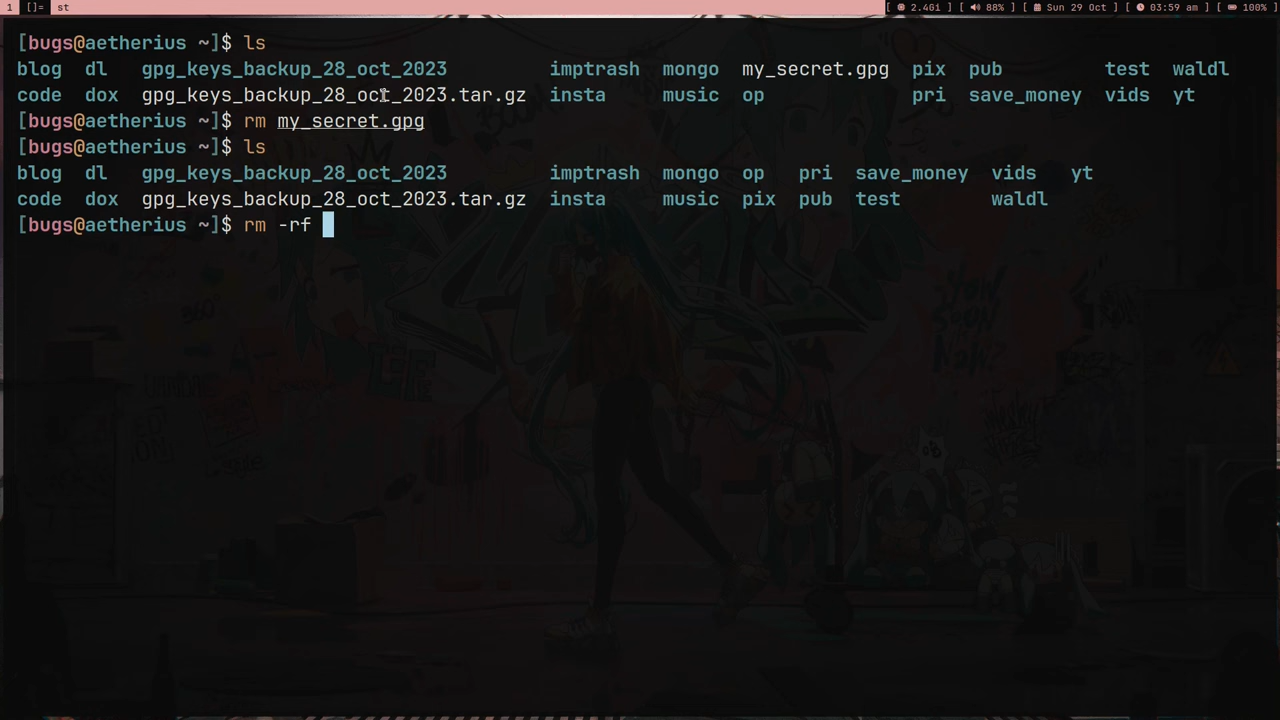 1 []= st [ 2.4Gi ] [ 88% ] [ Sun 29 Oct ] [ 03:59 am ] [ 100% ]
[bugs@aetherius ~]$ ls
blog dl gpg_keys_backup_28_oct_2023 imptrash mongo my_secret.gpg pix pub test waldl
code dox gpg_keys_backup_28_oct_2023.tar.gz insta music op pri save_money vids yt
[bugs@aetherius ~]$ rm my_secret.gpg
[bugs@aetherius ~]$ ls
blog dl gpg_keys_backup_28_oct_2023 imptrash mongo op pri save_money vids yt
code dox gpg_keys_backup_28_oct_2023.tar.gz insta music pix pub test waldl
[bugs@aetherius ~]$ rm -rf